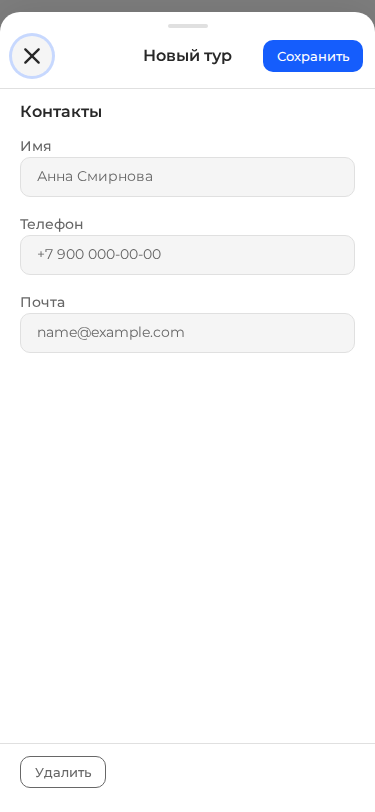 Новый тур
Сохранить
Контакты
Имя
Анна Смирнова
Телефон
+7 900 000-00-00
Почта
name@example.com
Удалить